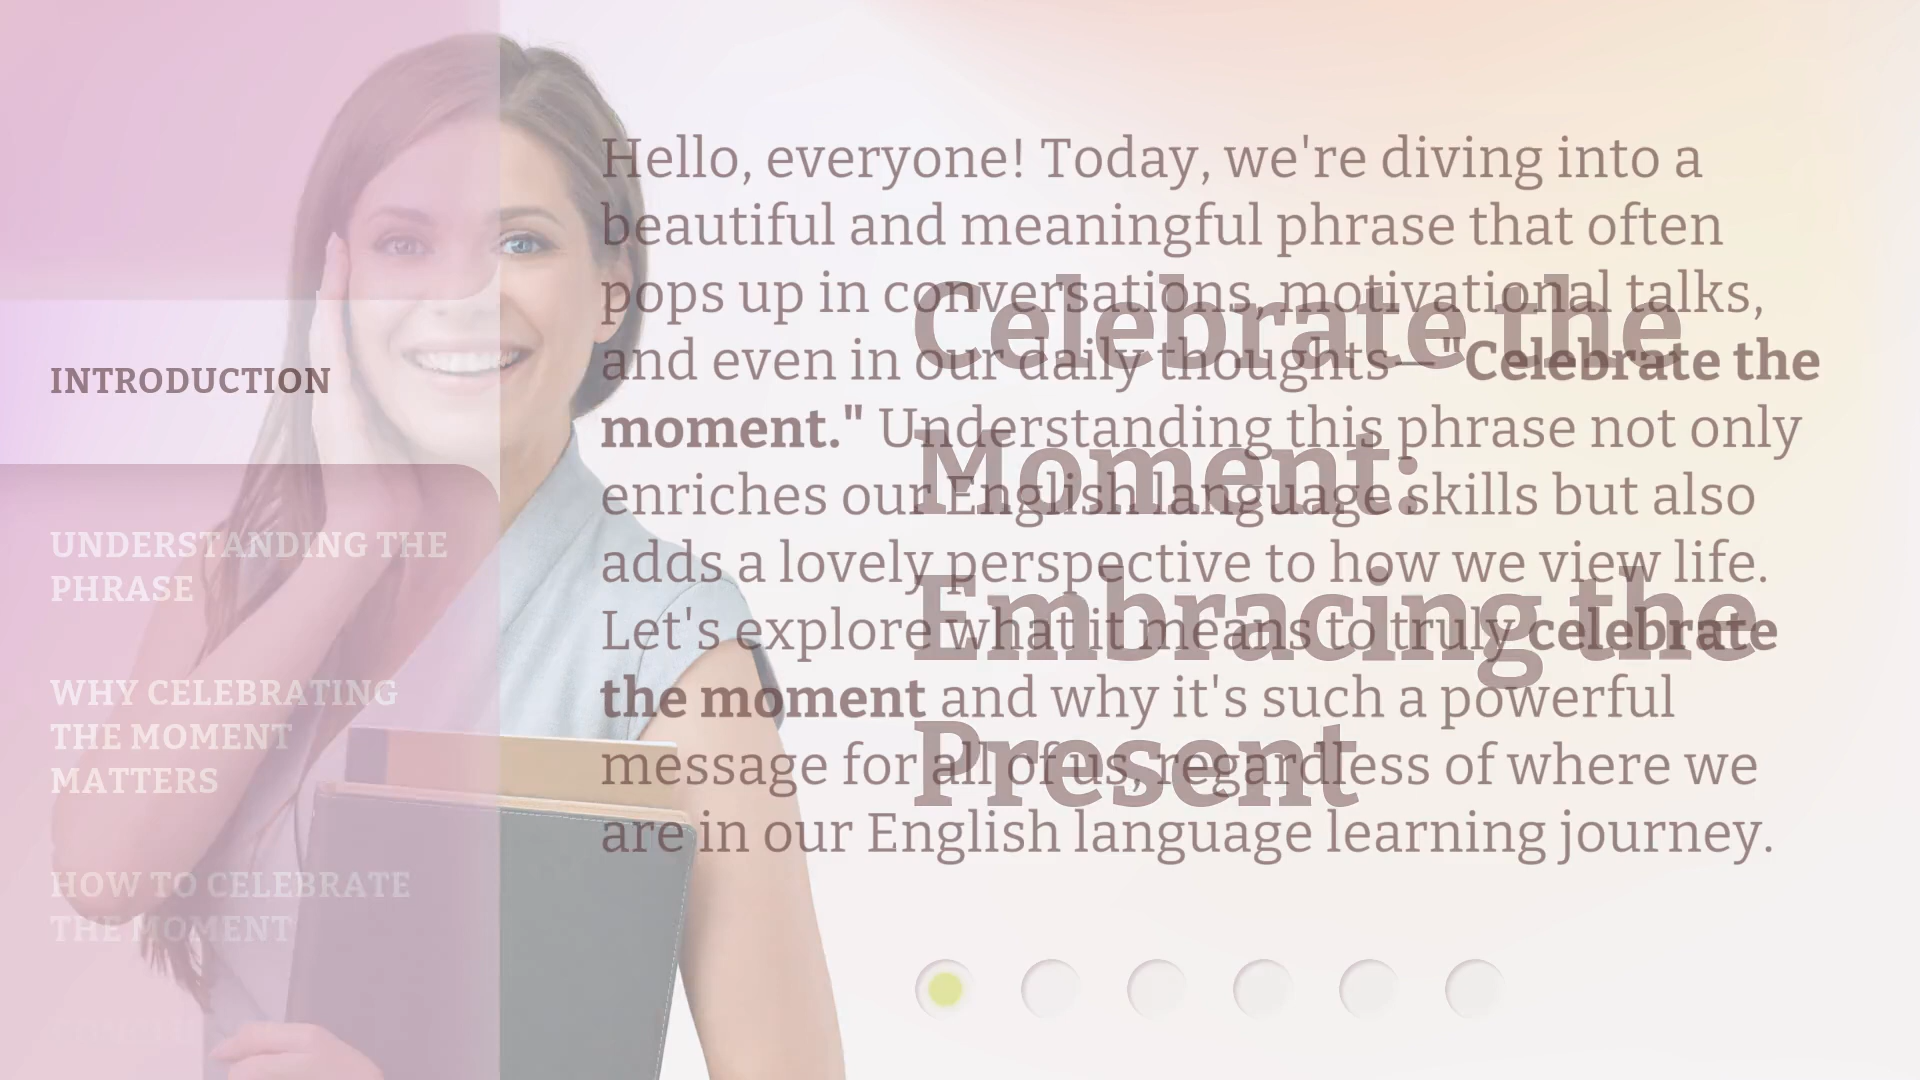 INTRODUCTION
UNDERSTANDING THE
PHRASE
WHY CELEBRATING
THE MOMENT
MATTERS
HOW TO CELEBRATE
THE MOMENT
Hello, everyone! Today, we're diving into a
beautiful and meaningful phrase that often
pops up in conversations, motivational talks,
and even in our daily thoughts—"Celebrate the
moment." Understanding this phrase not only
enriches our English language skills but also
adds a lovely perspective to how we view life.
Let's explore what it means to truly celebrate
the moment and why it's such a powerful
message for all of us, regardless of where we
are in our English language learning journey.
Celebrate the
Moment:
Embracing the
Present